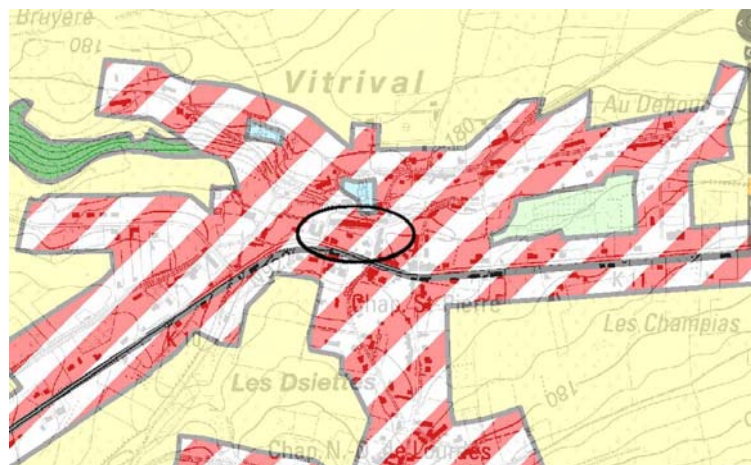 Bruyère
180
Vitrival
180
Au Dehou
Chap. St-Pierre
K 11
K 10
Les Champias
Les Dsiettes
180
Chap. N.-D. de Lourdes